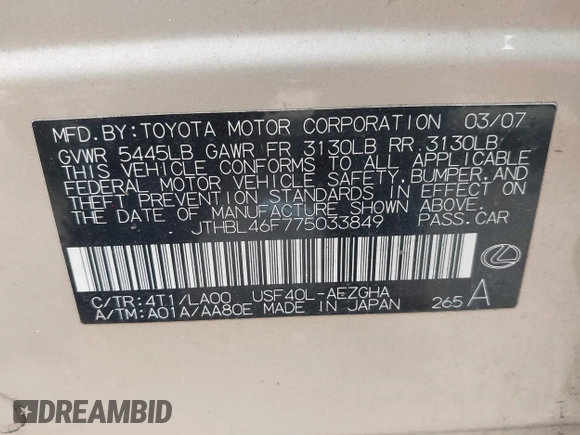 MFD. BY: TOYOTA MOTOR CORPORATION 03/07
GVWR 5445LB GAWR FR 3130LB RR 3130LB
THIS VEHICLE CONFORMS TO ALL APPLICABLE
FEDERAL MOTOR VEHICLE SAFETY, BUMPER, AND
THEFT PREVENTION STANDARDS IN EFFECT ON
THE DATE OF MANUFACTURE SHOWN ABOVE.
JTHBL46F775033849 PASS. CAR
C/TR: 4T1/LA00 USF40L-AEZGHA
A/TM: A01A/AA80E MADE IN JAPAN 265 A
DREAMBID